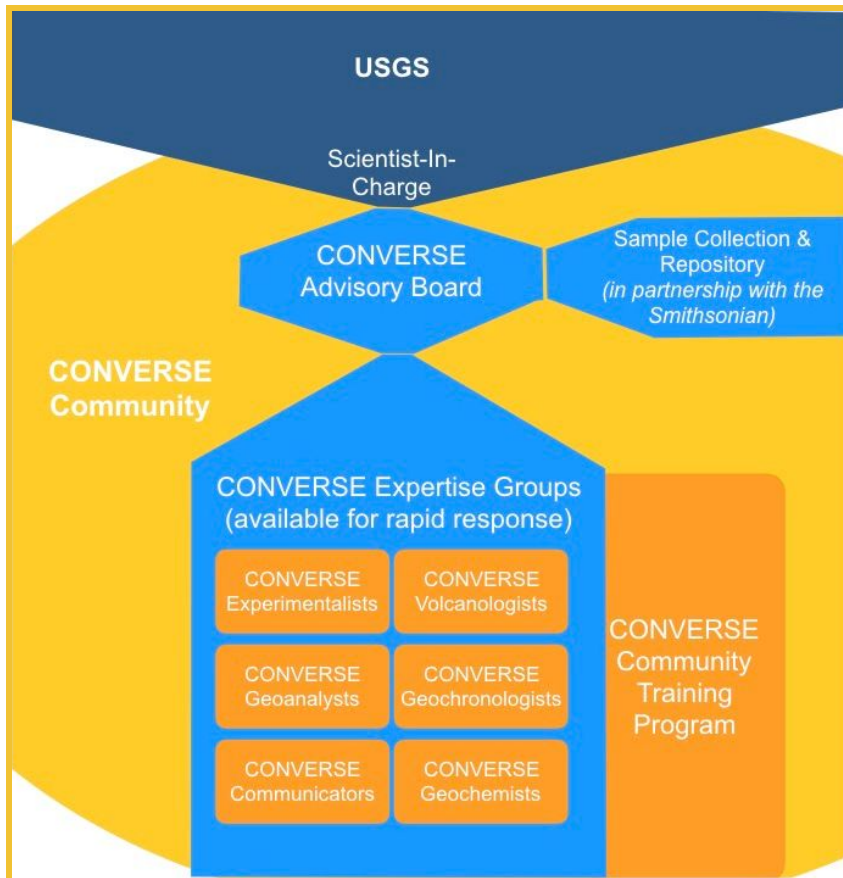 USGS
Scientist-In-
Charge
CONVERSE
Advisory Board
Sample Collection &
Repository
(in partnership with the
Smithsonian)
CONVERSE
Community
CONVERSE Expertise Groups
(available for rapid response)
CONVERSE
Experimentalists
CONVERSE
Volcanologists
CONVERSE
Geoanalysts
CONVERSE
Geochronologists
CONVERSE
Communicators
CONVERSE
Geochemists
CONVERSE
Community
Training
Program